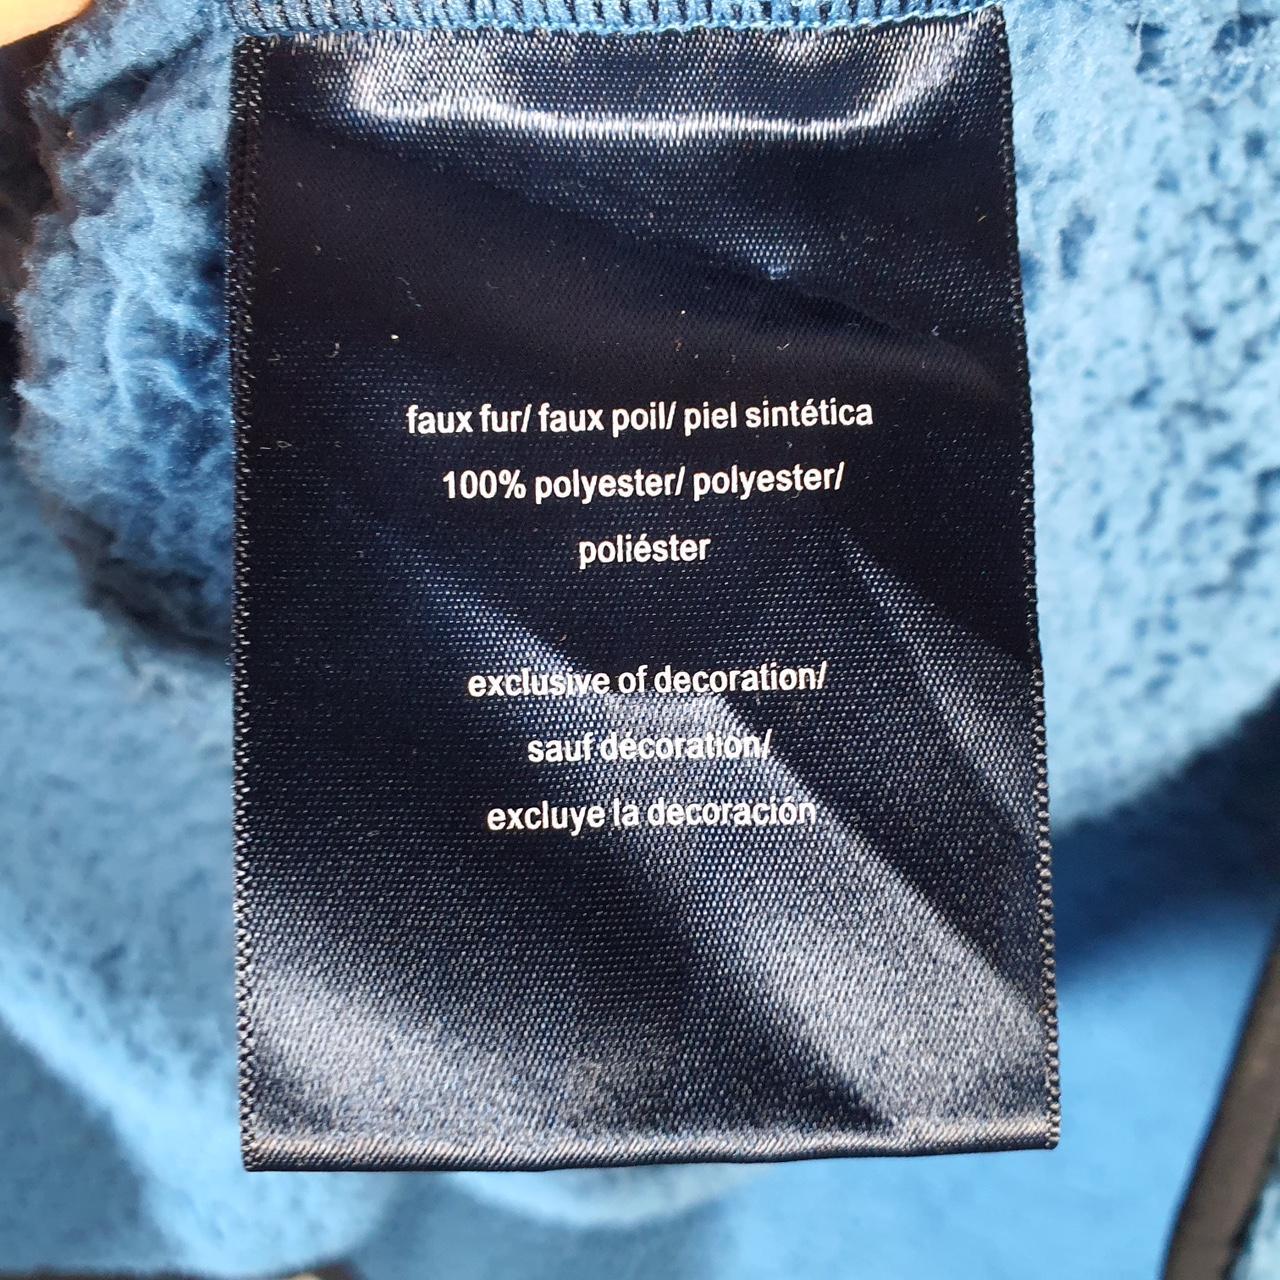 faux fur/ faux poil/ piel sintética
100% polyester/ polyester/
poliéster
exclusive of decoration/
sauf décoration/
excluye la decoración